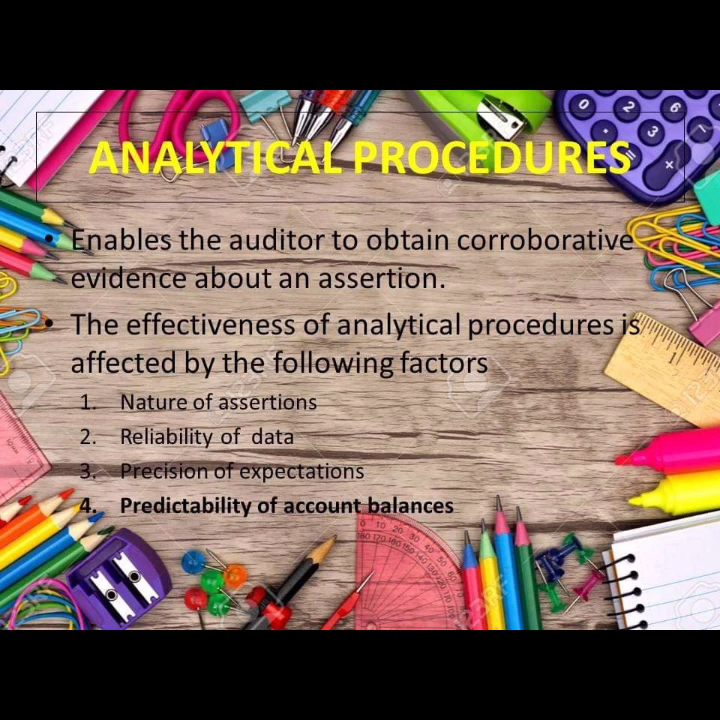 ANALYTICAL PROCEDURES
• Enables the auditor to obtain corroborative
evidence about an assertion.
• The effectiveness of analytical procedures is
affected by the following factors
1. Nature of assertions
2. Reliability of data
3. Precision of expectations
4. Predictability of account balances